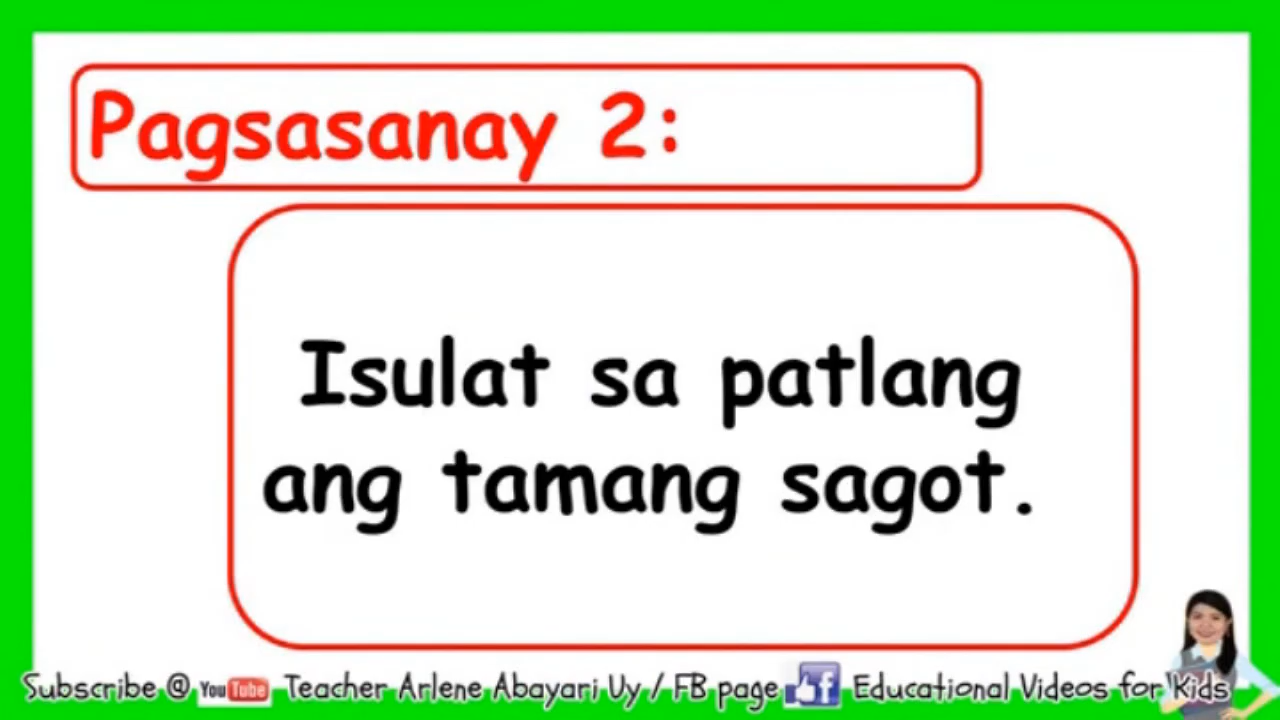 Pagsasanay 2:
Isulat sa patlang
ang tamang sagot.
Subscribe @ YouTube Teacher Arlene Abayari Uy / FB page f Educational Videos for Kids